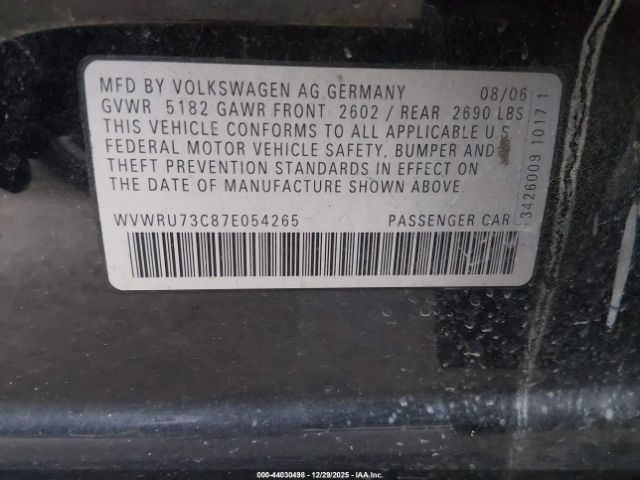 MFD BY VOLKSWAGEN AG GERMANY 08/06
GVWR 5182 GAWR FRONT 2602 / REAR 2690 LBS
THIS VEHICLE CONFORMS TO ALL APPLICABLE U.S.
FEDERAL MOTOR VEHICLE SAFETY, BUMPER AND
THEFT PREVENTION STANDARDS IN EFFECT ON
THE DATE OF MANUFACTURE SHOWN ABOVE.
WVWRU73C87E054265 PASSENGER CAR
3426009 1017 1
000-44030498 • 12/29/2025 • IAA Inc.